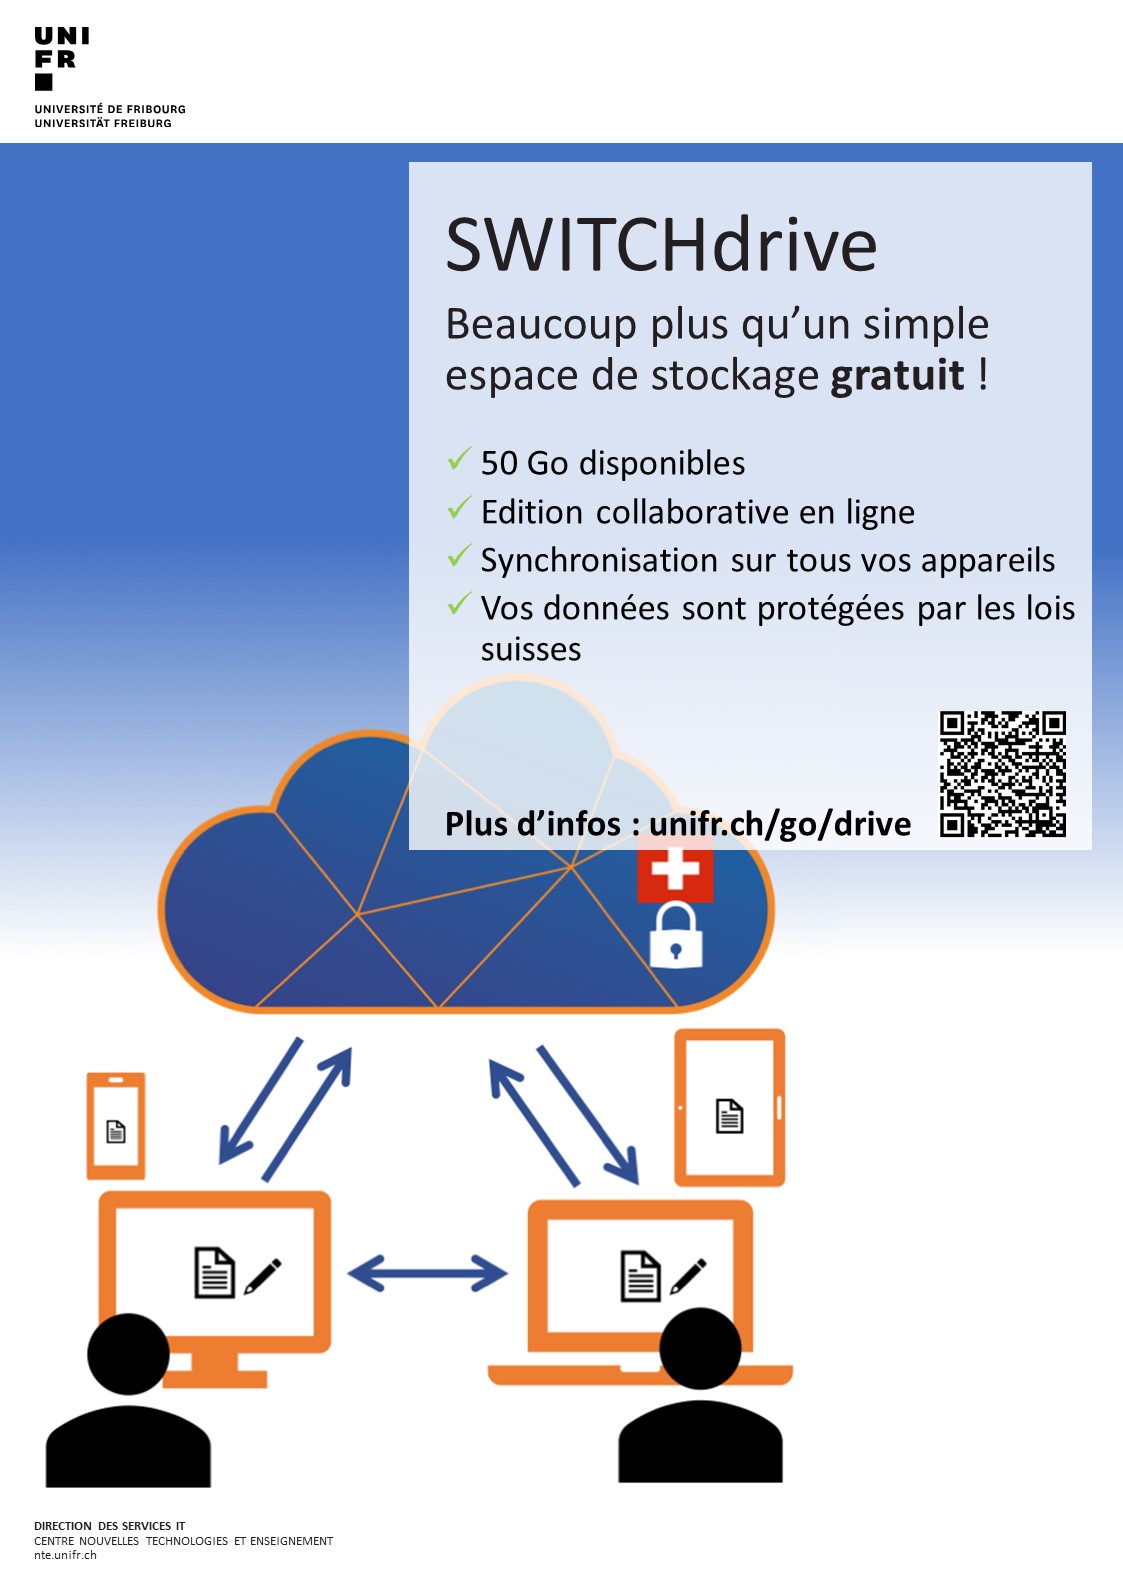 UNI
FR
UNIVERSITÉ DE FRIBOURG
UNIVERSITÄT FREIBURG
SWITCHdrive
Beaucoup plus qu’un simple
espace de stockage gratuit !
✓ 50 Go disponibles
✓ Edition collaborative en ligne
✓ Synchronisation sur tous vos appareils
✓ Vos données sont protégées par les lois
suisses
Plus d’infos : unifr.ch/go/drive
DIRECTION DES SERVICES IT
CENTRE NOUVELLES TECHNOLOGIES ET ENSEIGNEMENT
nte.unifr.ch